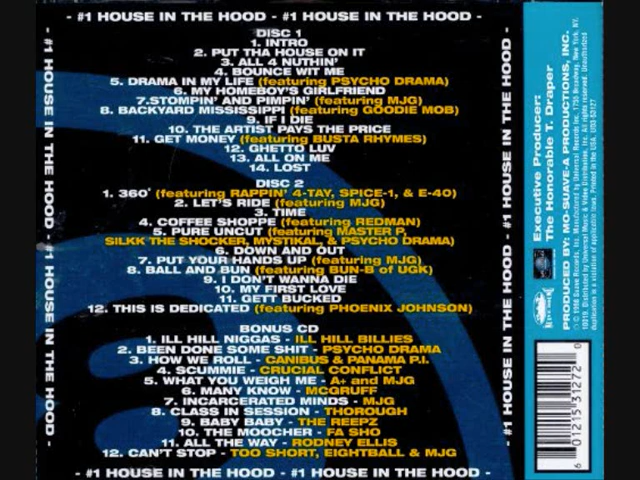 - #1 HOUSE IN THE HOOD - #1 HOUSE IN THE HOOD -
DISC 1
1. INTRO
2. PUT THA HOUSE ON IT
3. ALL 4 NUTHIN'
4. BOUNCE WIT ME
5. DRAMA IN MY LIFE (featuring PSYCHO DRAMA)
6. MY HOMEBOY'S GIRLFRIEND
7.STOMPIN' AND PIMPIN' (featuring MJG)
8. BACKYARD MISSISSIPPI (featuring GOODIE MOB)
9. IF I DIE
10. THE ARTIST PAYS THE PRICE
11. GET MONEY (featuring BUSTA RHYMES)
12. GHETTO LUV
13. ALL ON ME
14. LOST
DISC 2
1. 360° (featuring RAPPIN' 4-TAY, SPICE-1, & E-40)
2. LET'S RIDE (featuring MJG)
3. TIME
4. COFFEE SHOPPE (featuring REDMAN)
5. PURE UNCUT (featuring MASTER P,
SILKK THE SHOCKER, MYSTIKAL, & PSYCHO DRAMA)
6. DOWN AND OUT
7. PUT YOUR HANDS UP (featuring MJG)
8. BALL AND BUN (featuring BUN-B of UGK)
9. I DON'T WANNA DIE
10. MY FIRST LOVE
11. GETT BUCKED
12. THIS IS DEDICATED (featuring PHOENIX JOHNSON)
BONUS CD
1. ILL HILL NIGGAS - ILL HILL BILLIES
2. BEEN DONE SOME SHIT - PSYCHO DRAMA
3. HOW WE ROLL - CANIBUS & PANAMA P.I.
4. SCUMMIE - CRUCIAL CONFLICT
5. WHAT YOU WEIGH ME - A+ and MJG
6. MANY KNOW - MCGRUFF
7. INCARCERATED MINDS - MJG
8. CLASS IN SESSION - THOROUGH
9. BABY BABY - THE REEPZ
10. THE MOOCHER - FA SHO
11. ALL THE WAY - RODNEY ELLIS
12. CAN'T STOP - TOO SHORT, EIGHTBALL & MJG
- #1 HOUSE IN THE HOOD - #1 HOUSE IN THE HOOD -
- #1 HOUSE IN THE HOOD - #1 HOUSE IN THE HOOD -
- #1 HOUSE IN THE HOOD - #1 HOUSE IN THE HOOD -
Executive Producer:
The Honorable T. Draper
PRODUCED BY: MO-SUAVE-A PRODUCTIONS, INC.
6 01215 31272 0